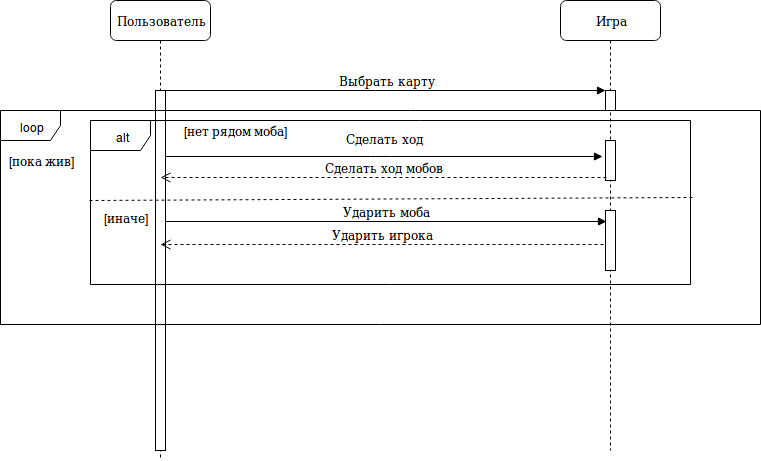 Пользователь
Игра
Выбрать карту
loop
alt
[нет рядом моба]
Сделать ход
[пока жив]
Сделать ход мобов
[иначе]
Ударить моба
Ударить игрока